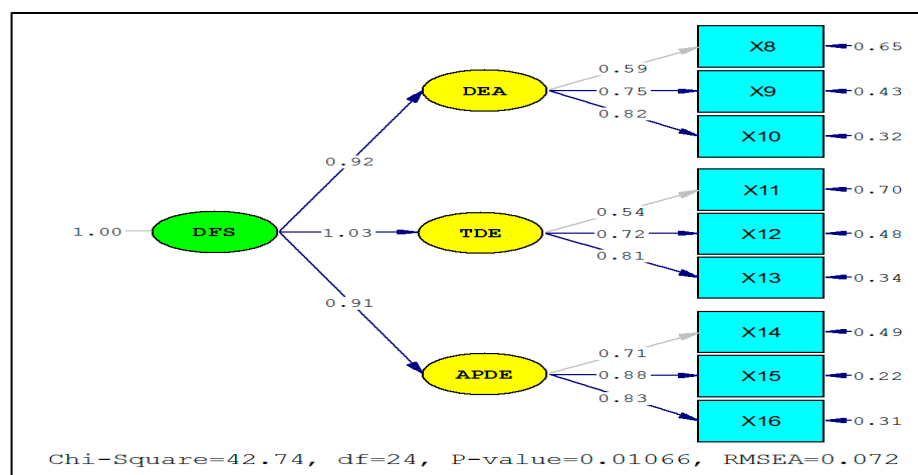 X8
0.65
0.59
DEA
0.75
X9
0.43
0.82
X10
0.32
0.92
X11
0.70
0.54
1.00
DFS
1.03
TDE
0.72
X12
0.48
0.81
X13
0.34
0.91
X14
0.49
0.71
APDE
0.88
X15
0.22
0.83
X16
0.31
Chi-Square=42.74, df=24, P-value=0.01066, RMSEA=0.072